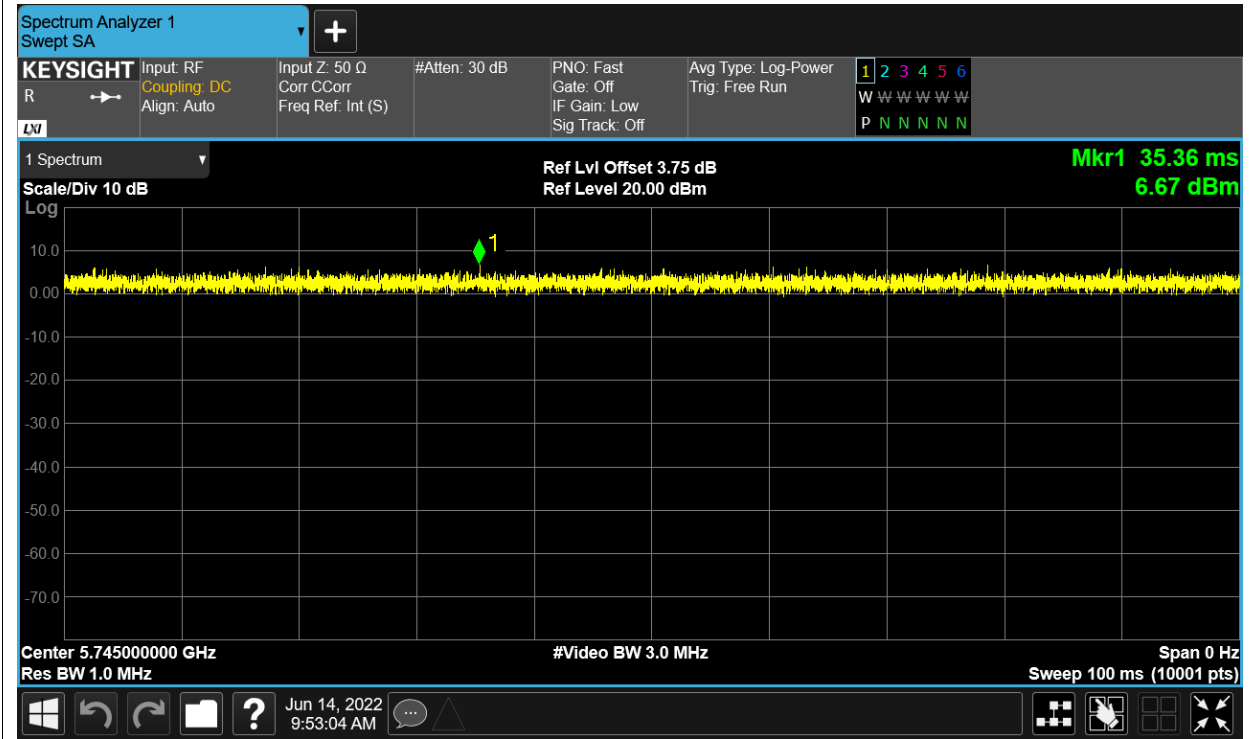 Spectrum Analyzer 1
Swept SA
KEYSIGHT
R
LXI
Input: RF
Coupling: DC
Align: Auto
Input Z: 50 Ω
Corr CCorr
Freq Ref: Int (S)
#Atten: 30 dB
PNO: Fast
Gate: Off
IF Gain: Low
Sig Track: Off
Avg Type: Log-Power
Trig: Free Run
1 2 3 4 5 6
W W W W W W
P N N N N N
1 Spectrum
Scale/Div 10 dB
Log
Ref Lvl Offset 3.75 dB
Ref Level 20.00 dBm
Mkr1 35.36 ms
6.67 dBm
1
10.0
0.00
-10.0
-20.0
-30.0
-40.0
-50.0
-60.0
-70.0
Center 5.745000000 GHz
Res BW 1.0 MHz
#Video BW 3.0 MHz
Span 0 Hz
Sweep 100 ms (10001 pts)
?
Jun 14, 2022
9:53:04 AM